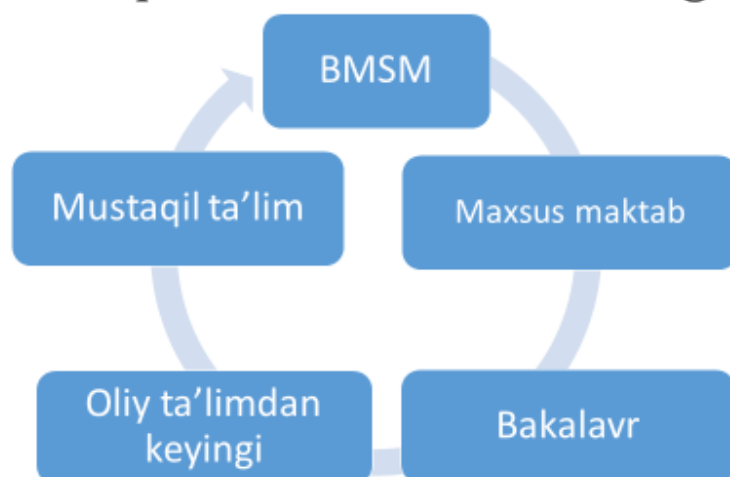 BMSM
Maxsus maktab
Bakalavr
Oliy ta’limdan
keyingi
Mustaqil ta’lim